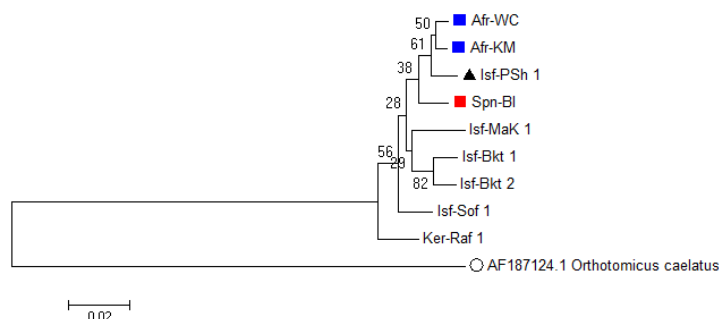 50
Afr-WC
61
Afr-KM
38
Isf-PSh 1
28
Spn-BI
Isf-MaK 1
56
29
Isf-Bkt 1
82
Isf-Bkt 2
Isf-Sof 1
Ker-Raf 1
AF187124.1 Orthotomicus caelatus
0.02